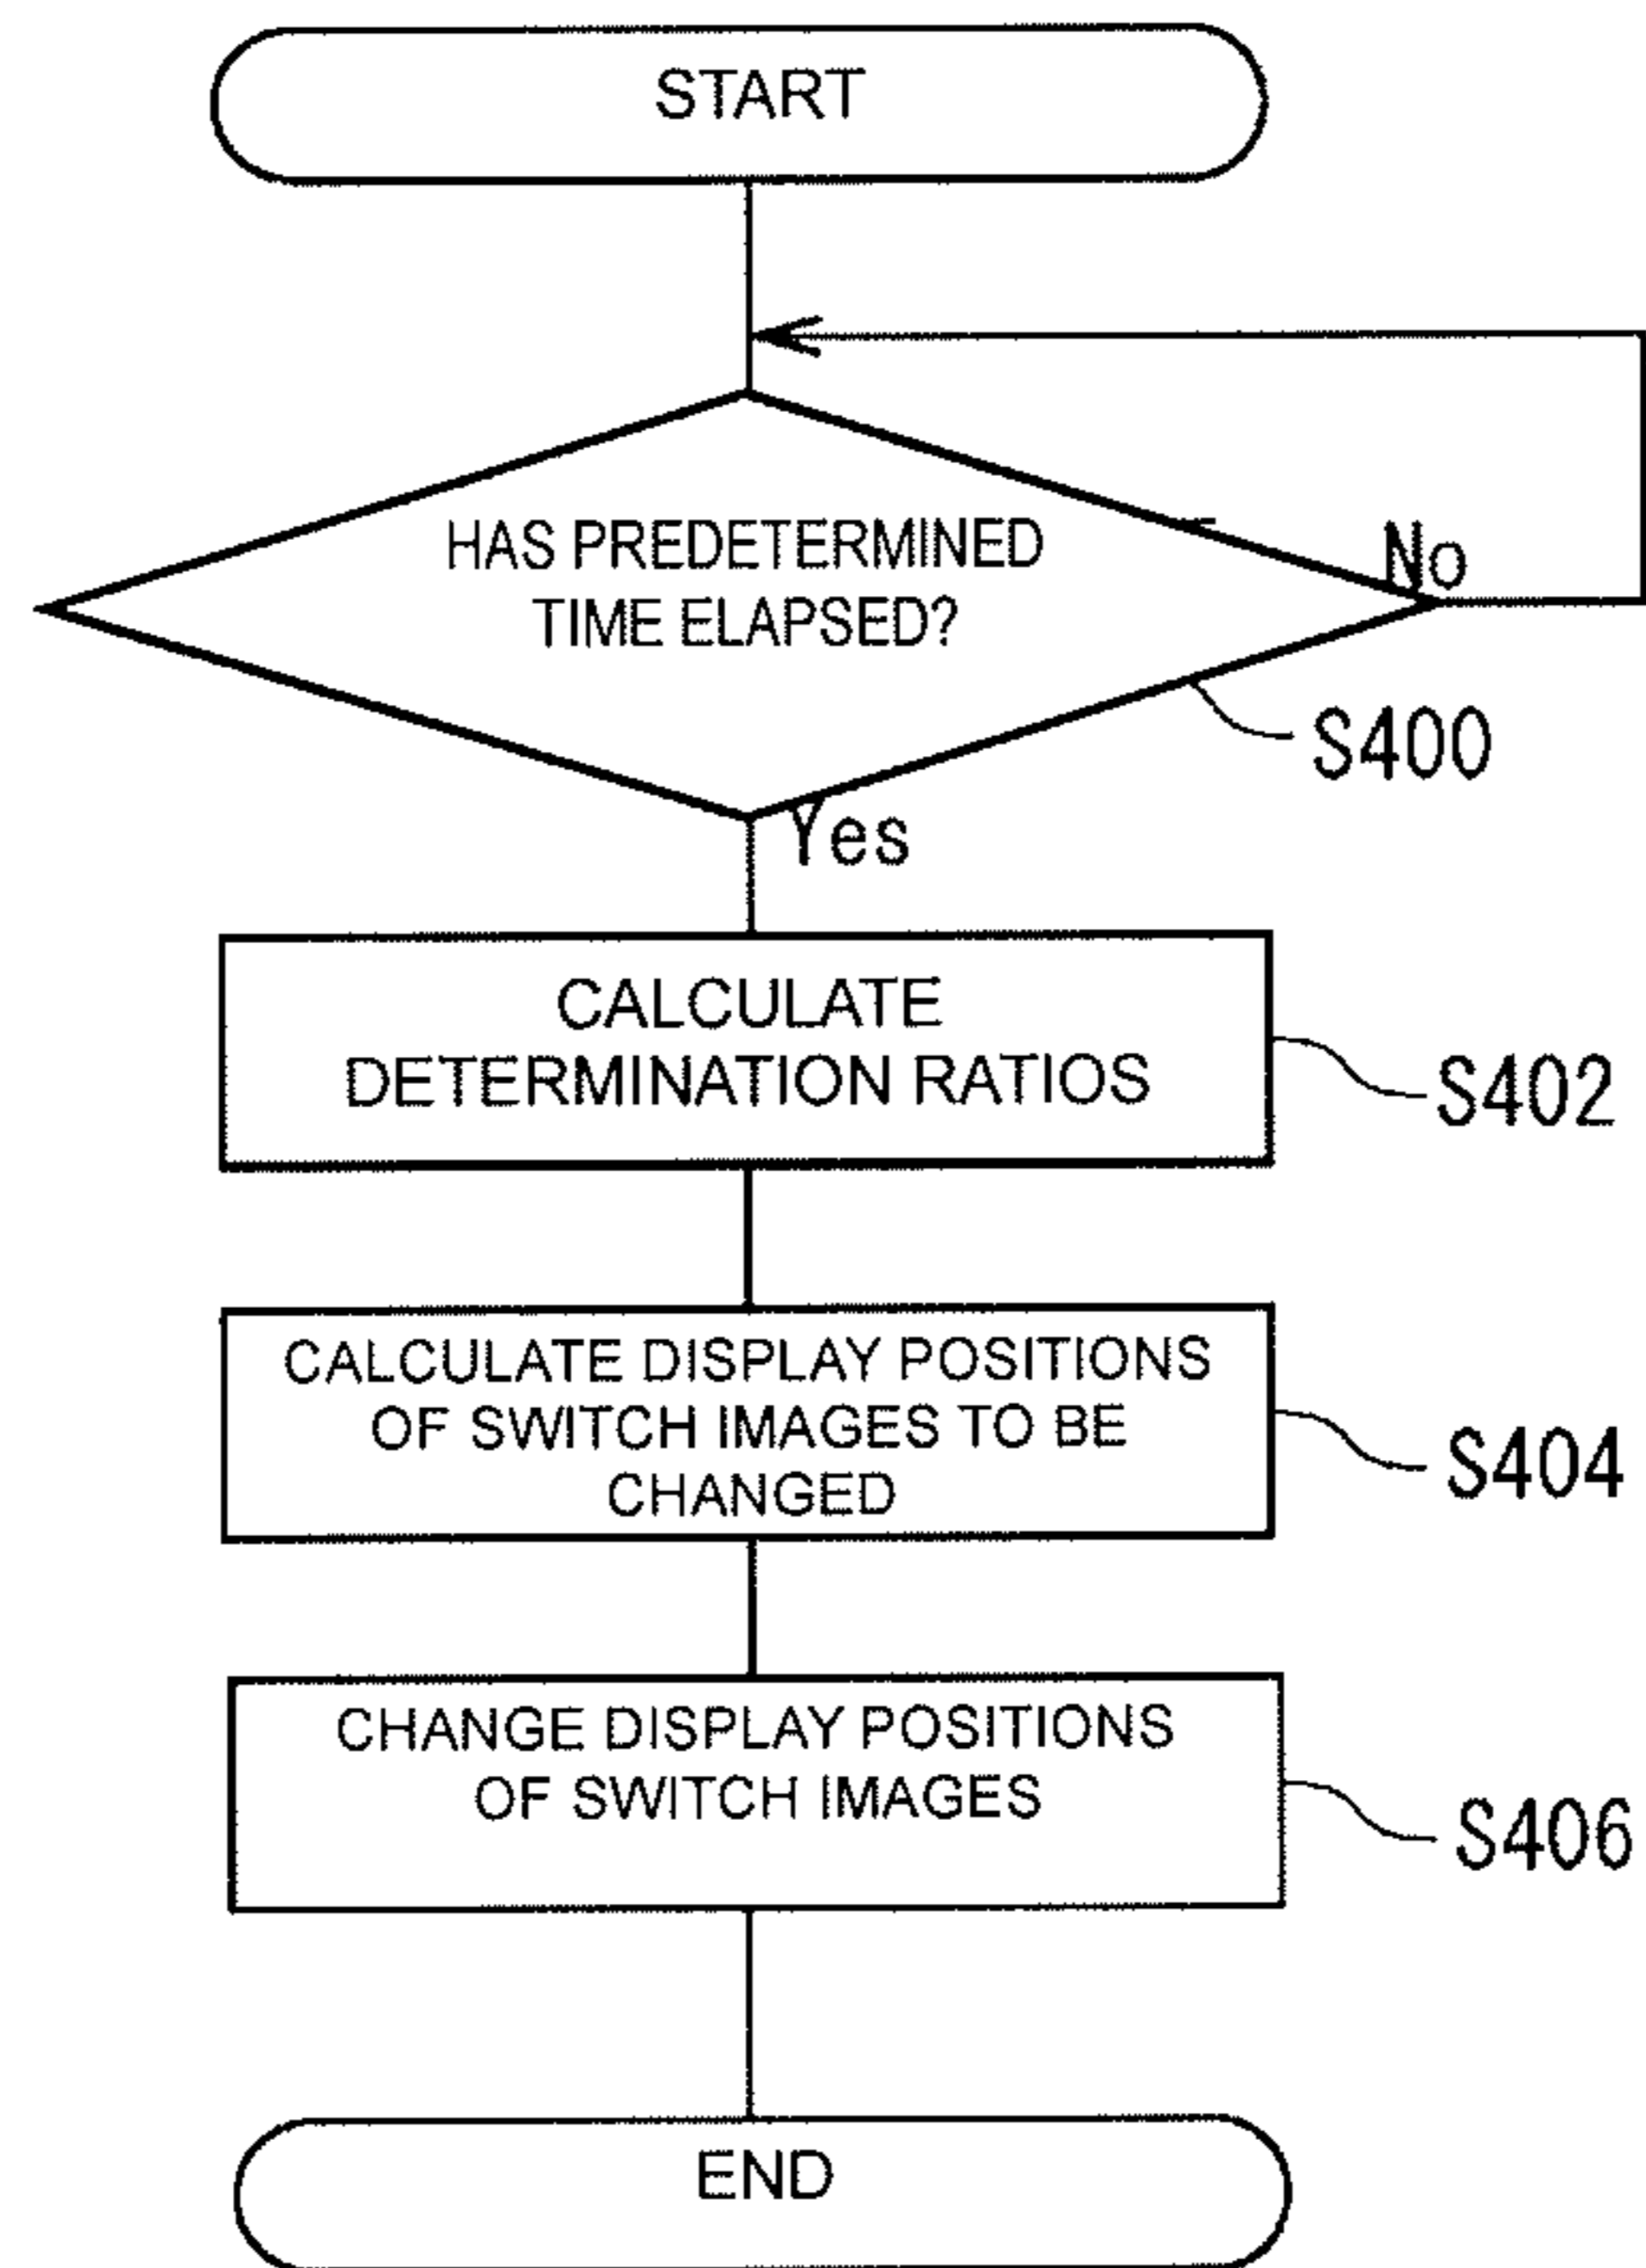 START
HAS PREDETERMINED
TIME ELAPSED?
No
S400
Yes
CALCULATE
DETERMINATION RATIOS
S402
CALCULATE DISPLAY POSITIONS
OF SWITCH IMAGES TO BE
CHANGED
S404
CHANGE DISPLAY POSITIONS
OF SWITCH IMAGES
S406
END